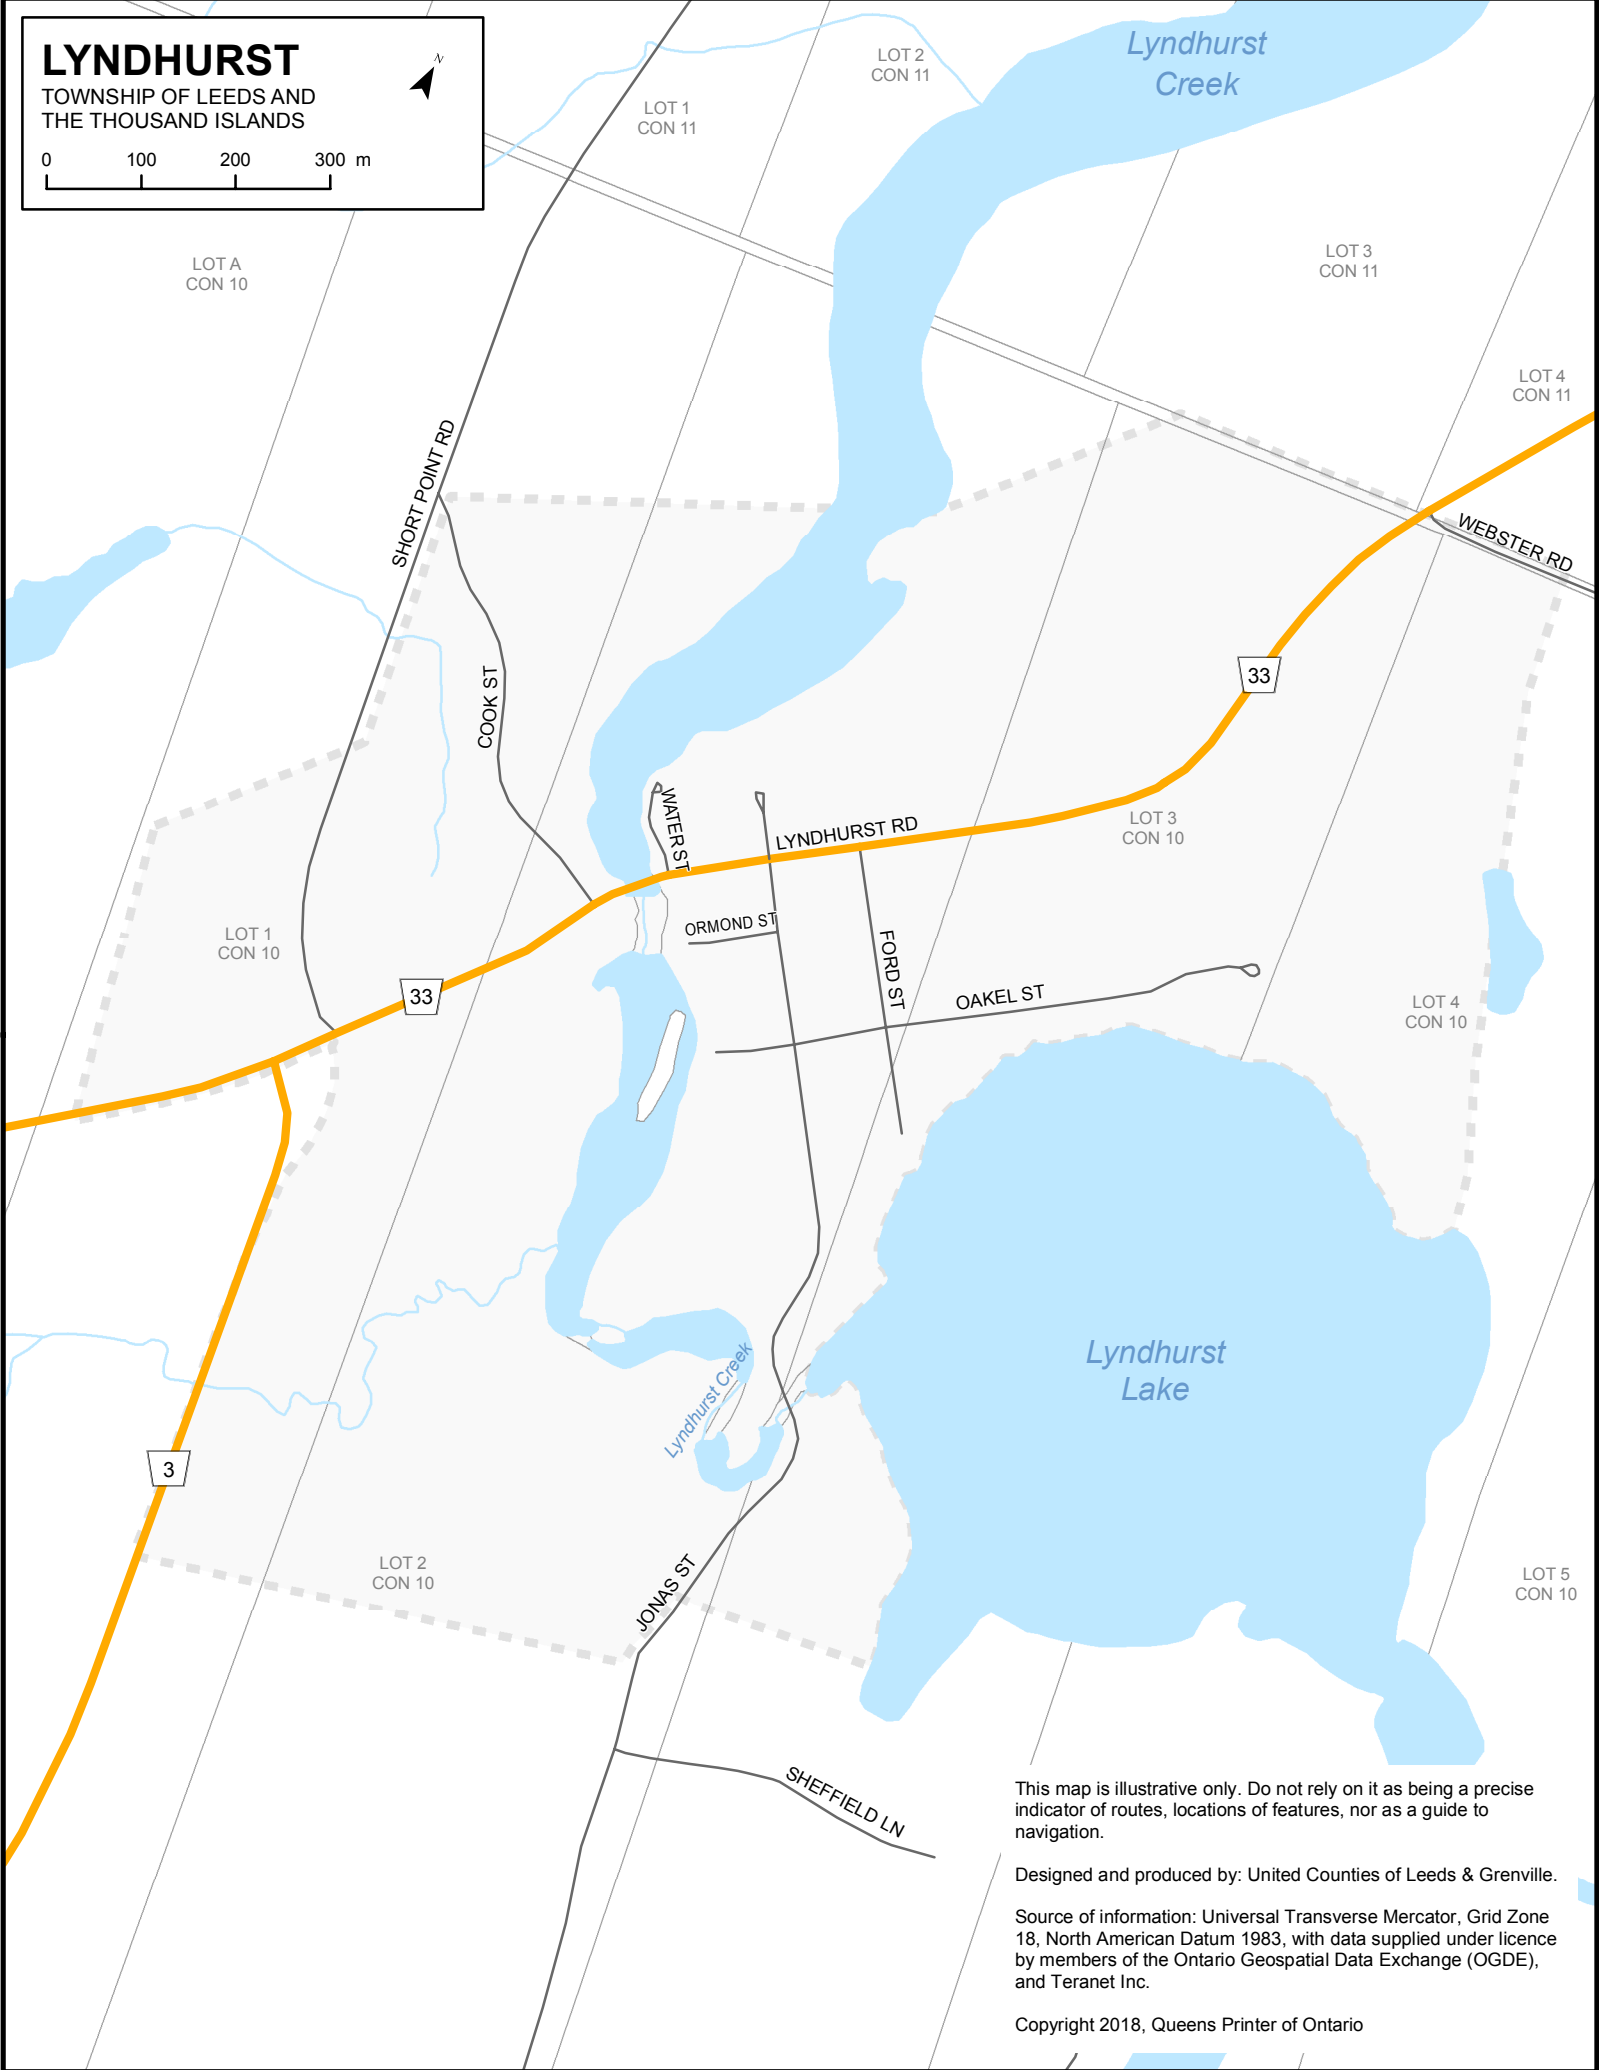 LYNDHURST
TOWNSHIP OF LEEDS AND
THE THOUSAND ISLANDS
N
0 100 200 300 m
Lyndhurst
Creek
LOT 2
CON 11
LOT 1
CON 11
LOT A
CON 10
LOT 3
CON 11
LOT 4
CON 11
SHORT POINT RD
WEBSTER RD
COOK ST
33
WATER ST
LYNDHURST RD
LOT 3
CON 10
ORMOND ST
LOT 1
CON 10
FORD ST
33
OAKEL ST
LOT 4
CON 10
Lyndhurst
Lake
Lyndhurst Creek
3
LOT 2
CON 10
JONAS ST
LOT 5
CON 10
SHEFFIELD LN
This map is illustrative only. Do not rely on it as being a precise
indicator of routes, locations of features, nor as a guide to
navigation.
Designed and produced by: United Counties of Leeds & Grenville.
Source of information: Universal Transverse Mercator, Grid Zone
18, North American Datum 1983, with data supplied under licence
by members of the Ontario Geospatial Data Exchange (OGDE),
and Teranet Inc.
Copyright 2018, Queens Printer of Ontario